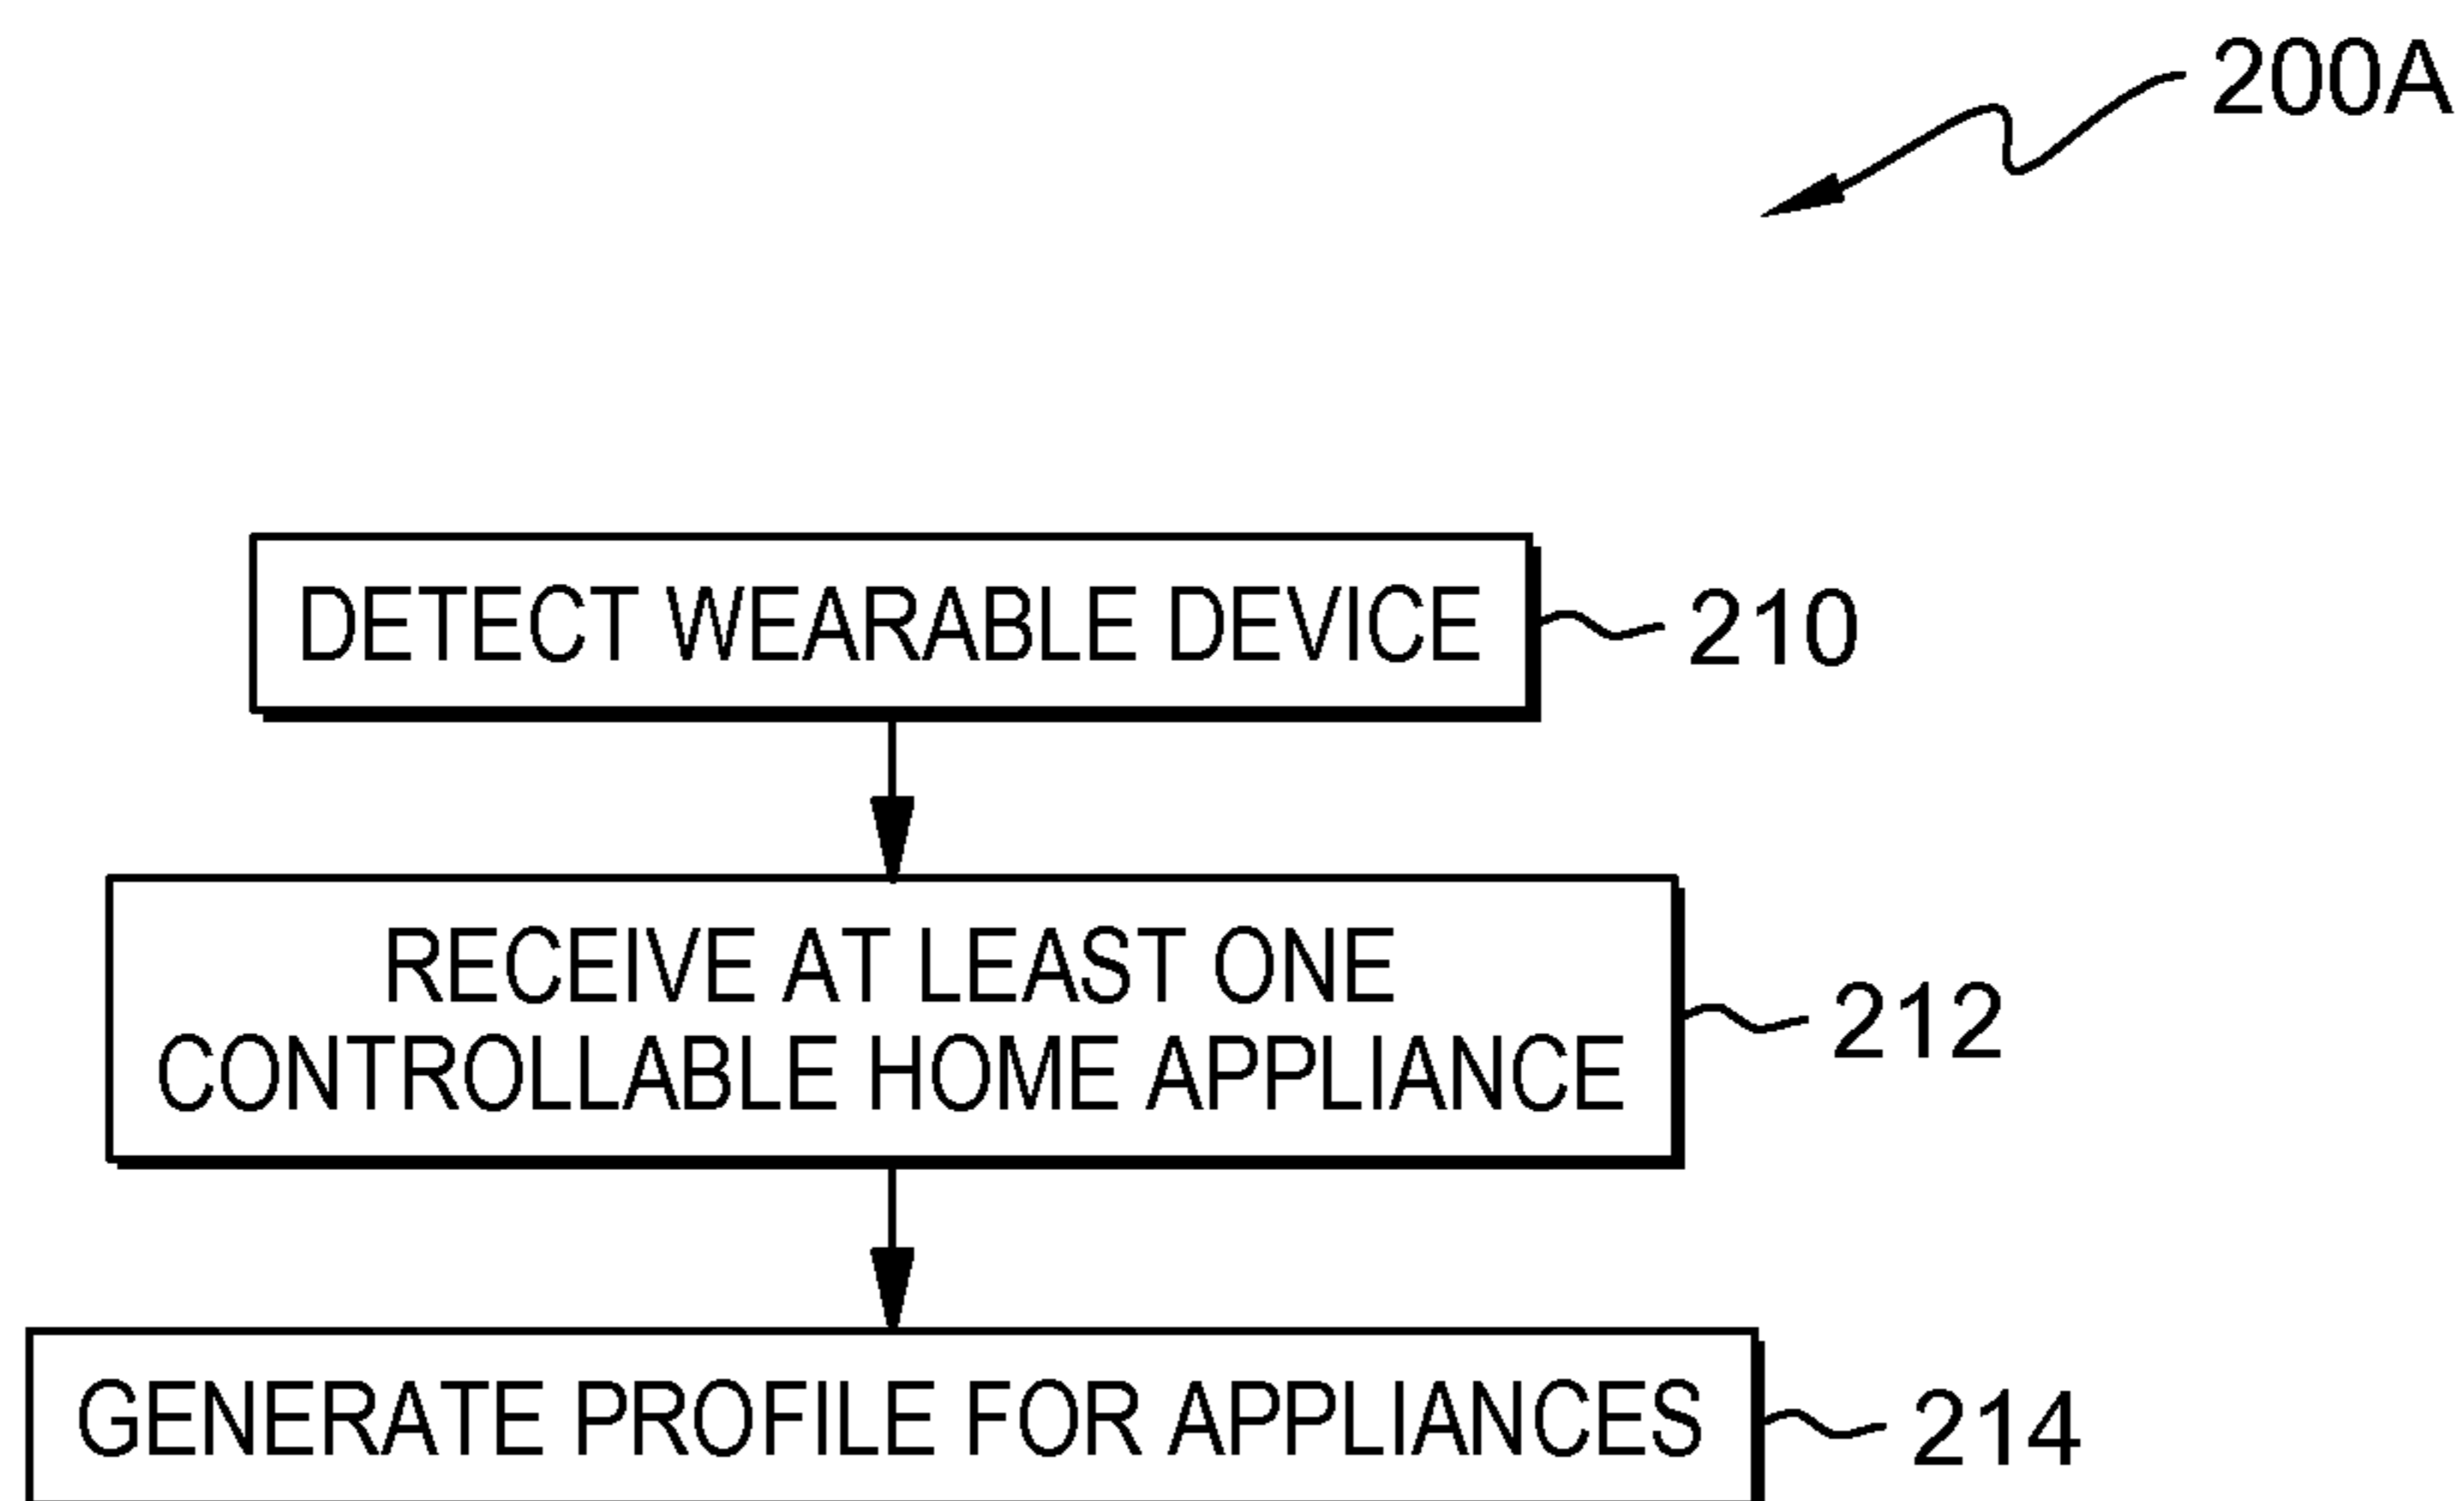 200A
DETECT WEARABLE DEVICE
210
RECEIVE AT LEAST ONE
CONTROLLABLE HOME APPLIANCE
212
GENERATE PROFILE FOR APPLIANCES
214